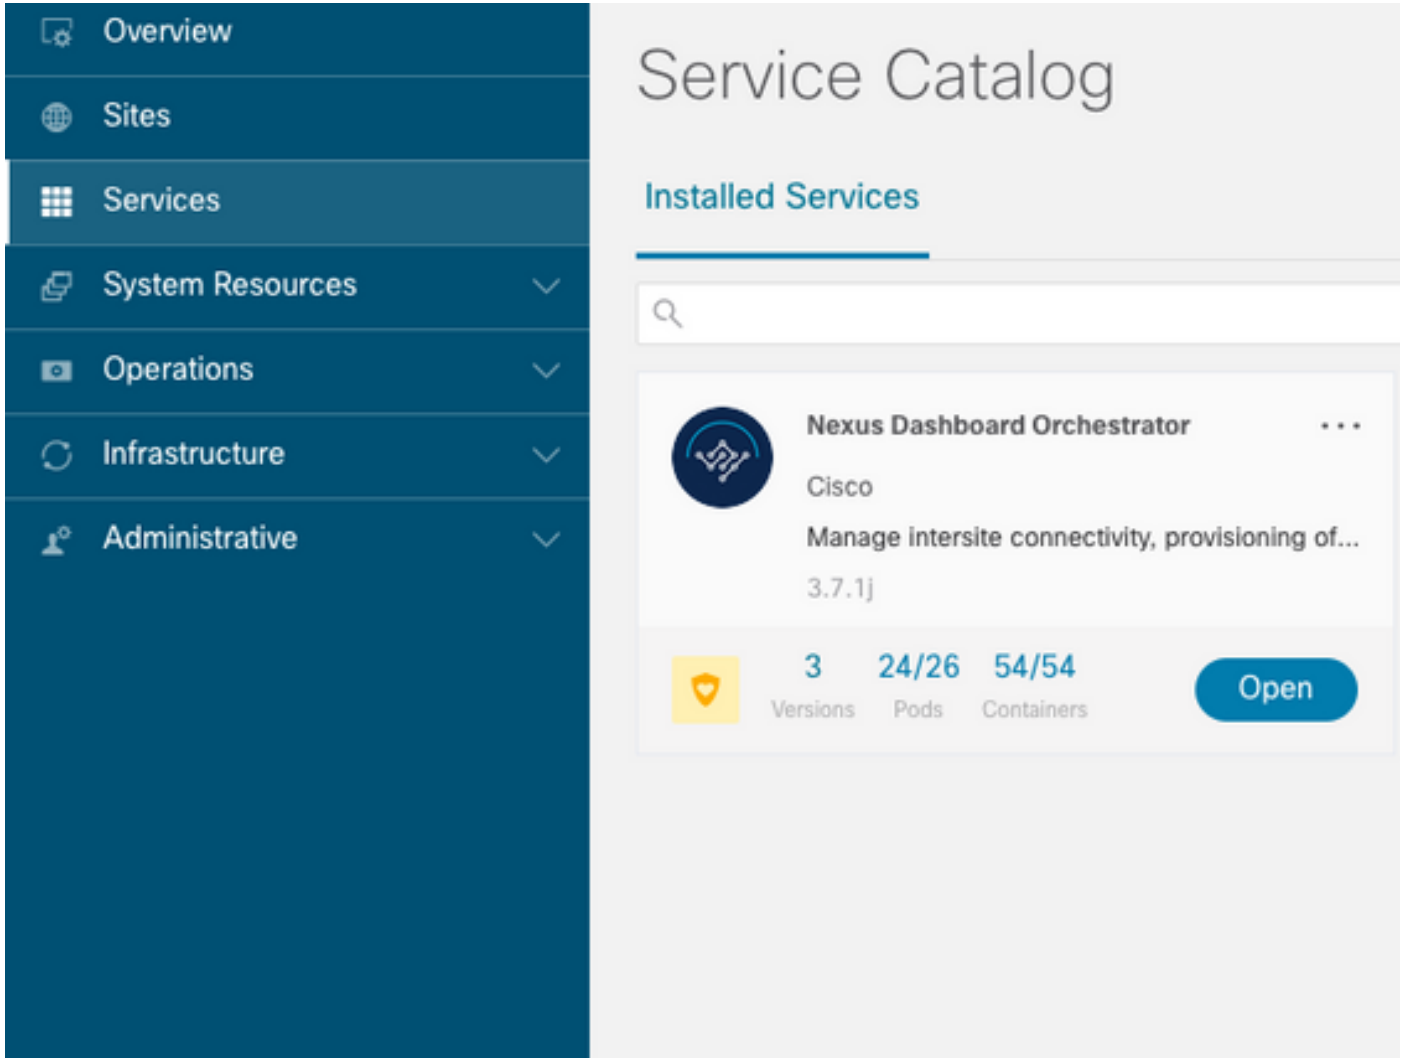 Overview
Sites
Services
System Resources
Operations
Infrastructure
Administrative
Service Catalog
Installed Services
Nexus Dashboard Orchestrator
Cisco
Manage intersite connectivity, provisioning of...
3.7.1j
3 24/26 54/54
Versions Pods Containers
Open